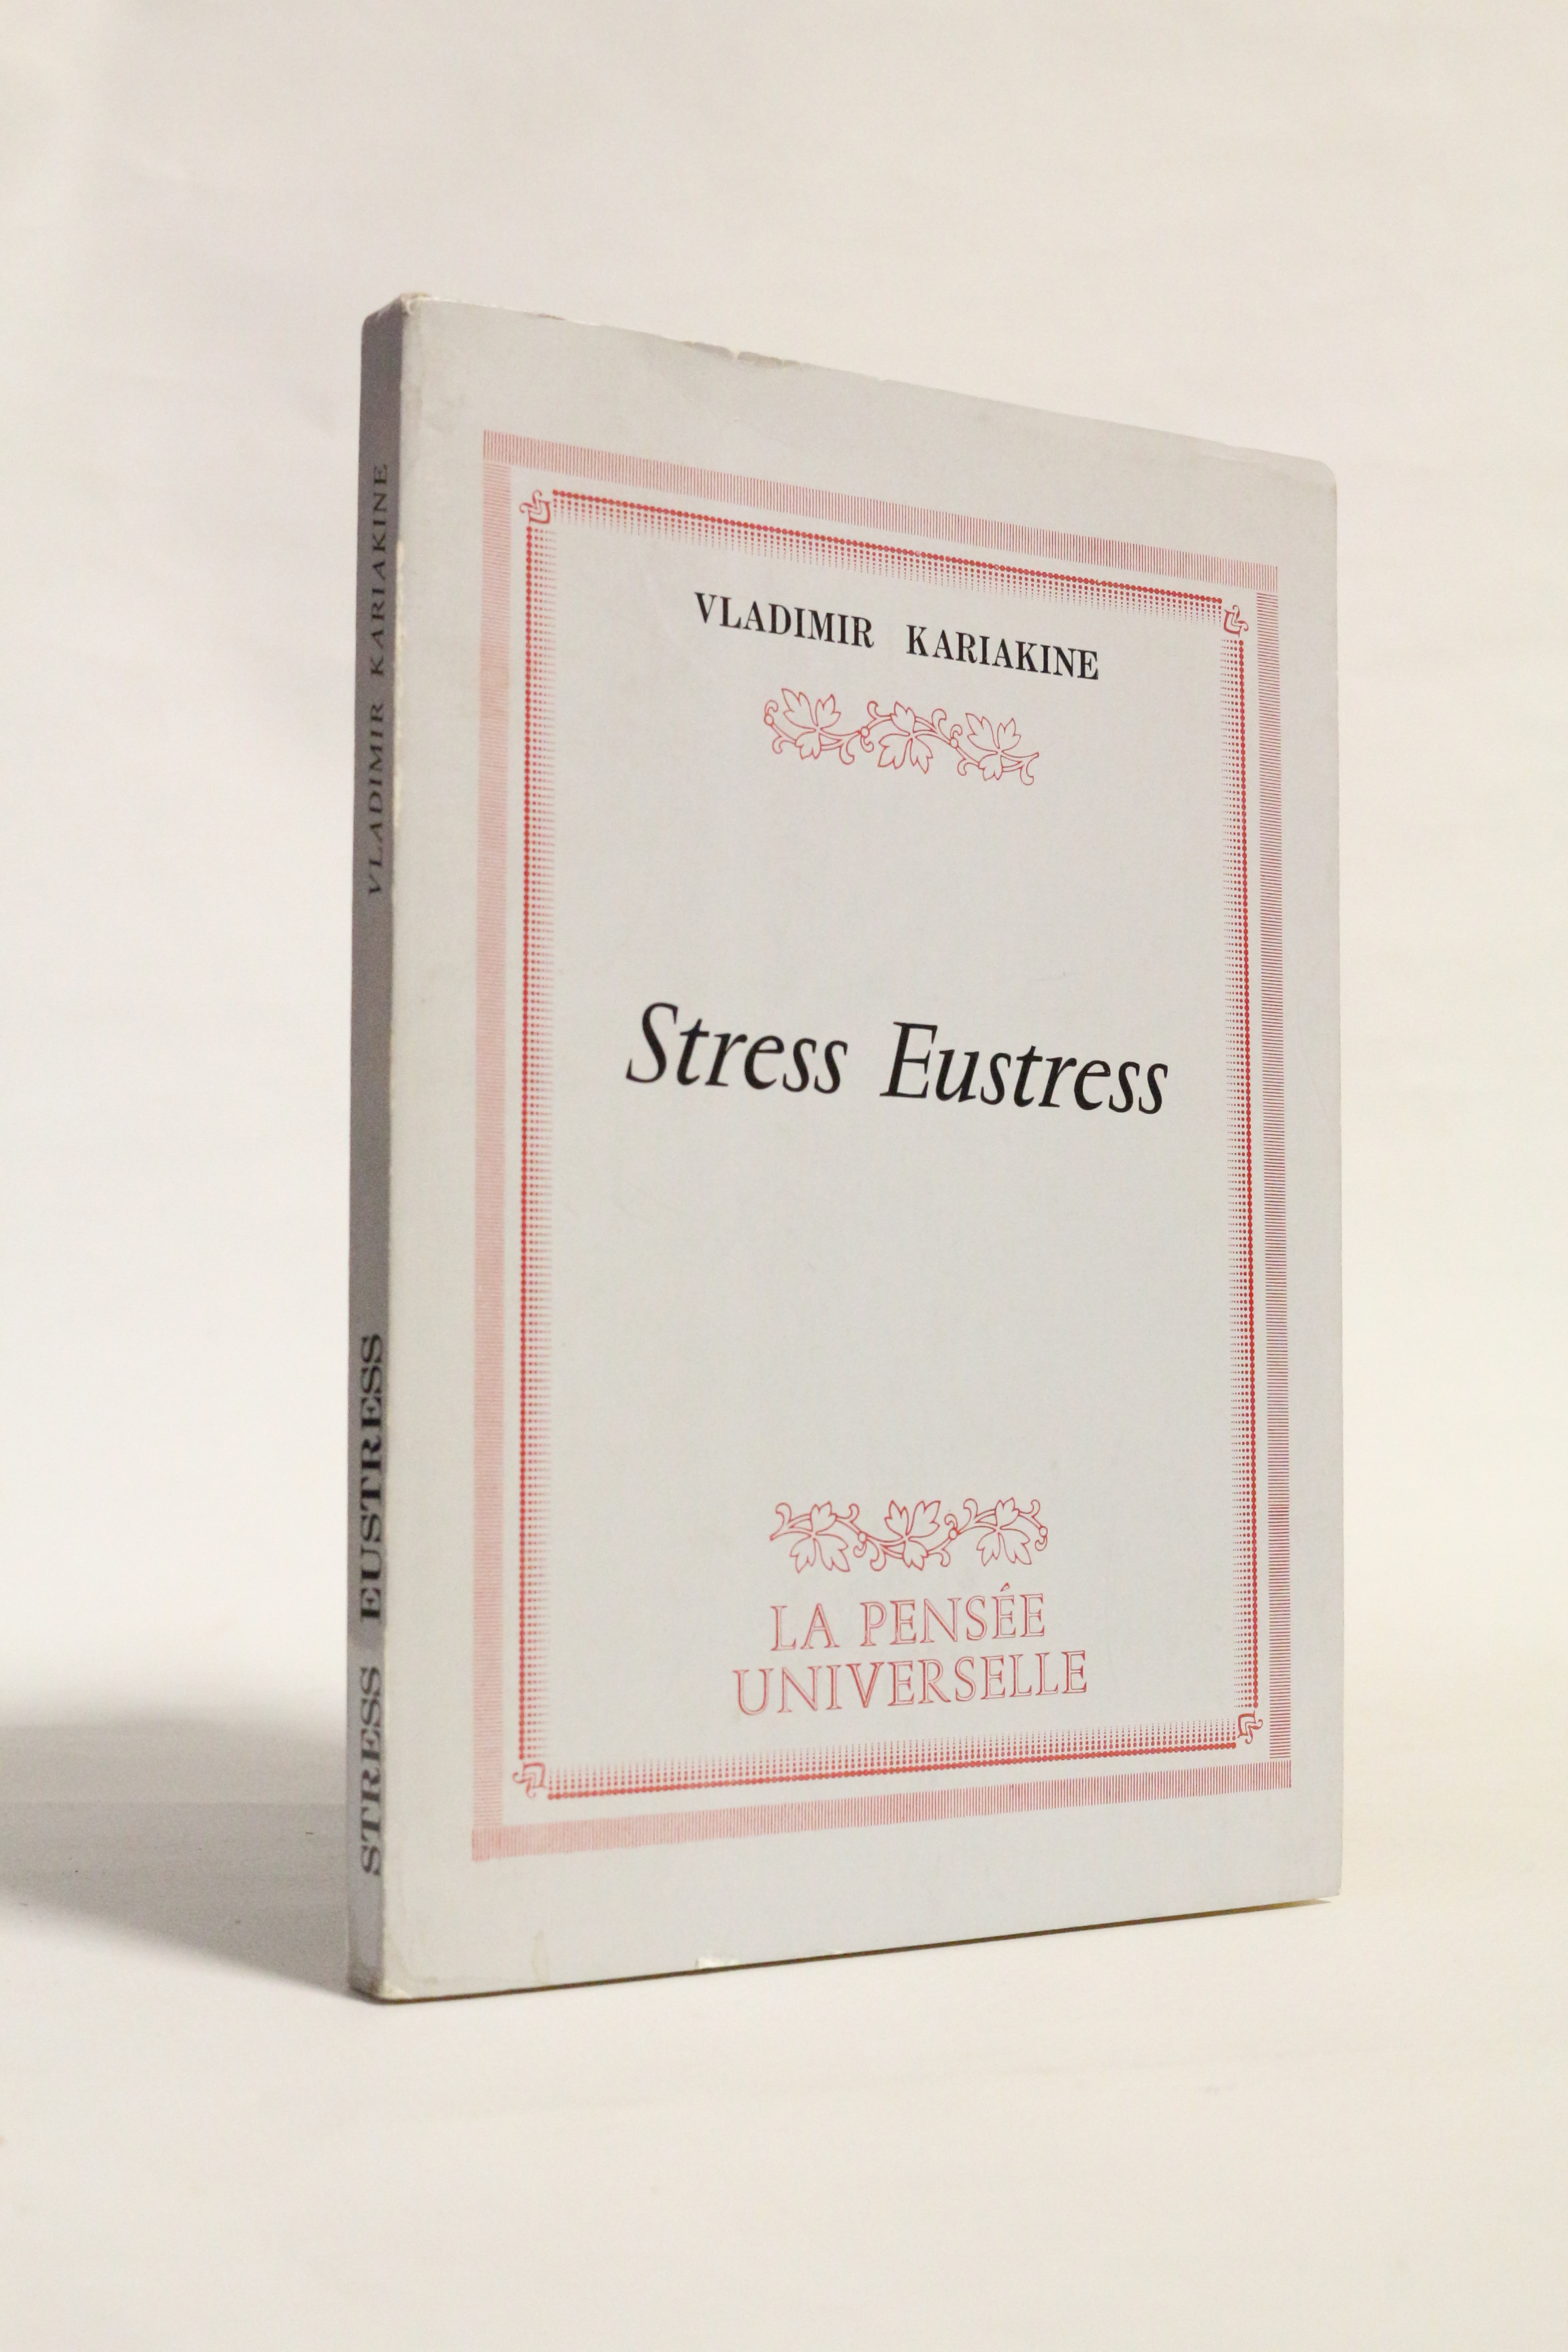 VLADIMIR KARIAKINE
Stress Eustress
LA PENSÉE
UNIVERSELLE
STRESS EUSTRESS
VLADIMIR KARIAKINE